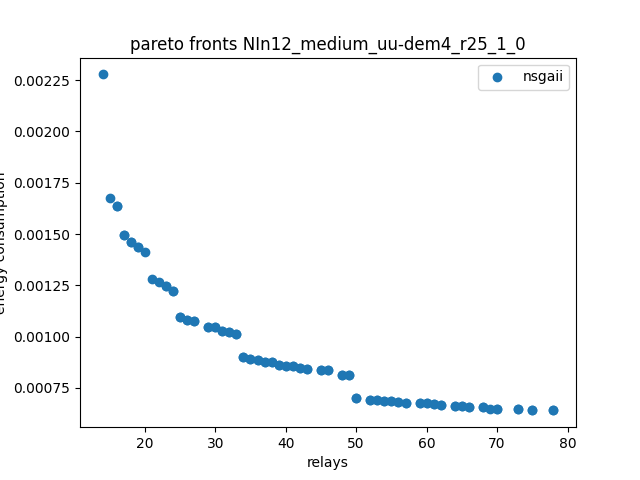 pareto fronts NIn12_medium_uu-dem4_r25_1_0
nsgaii
0.00225
0.00200
0.00175
0.00150
0.00125
0.00100
0.00075
energy consumption
20 30 40 50 60 70 80
relays